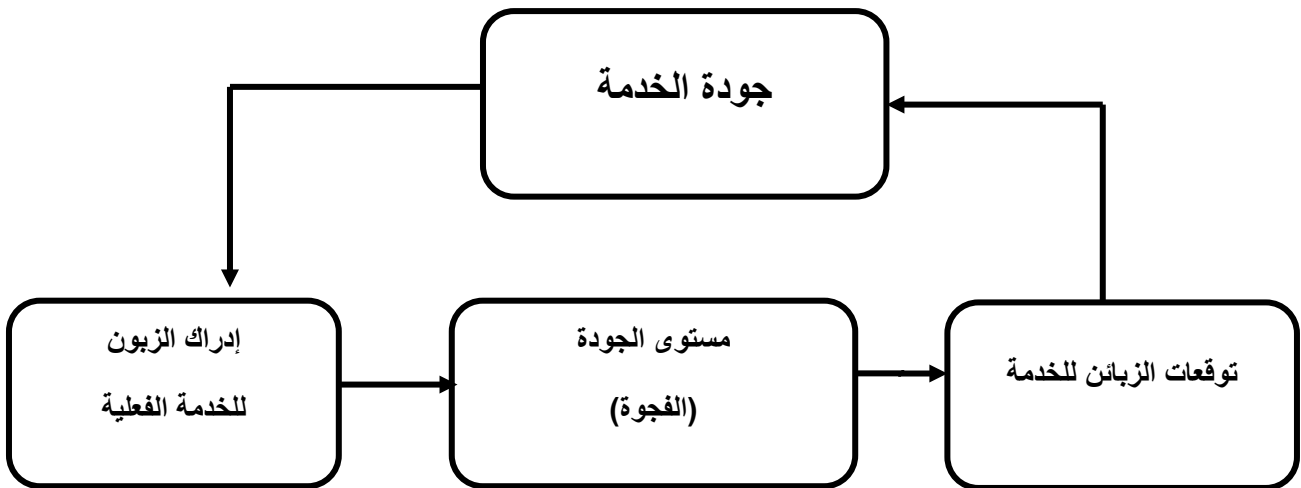 جودة الخدمة
إدراك الزبون
للخدمة الفعلية
مستوى الجودة
(الفجوة)
توقعات الزبائن للخدمة